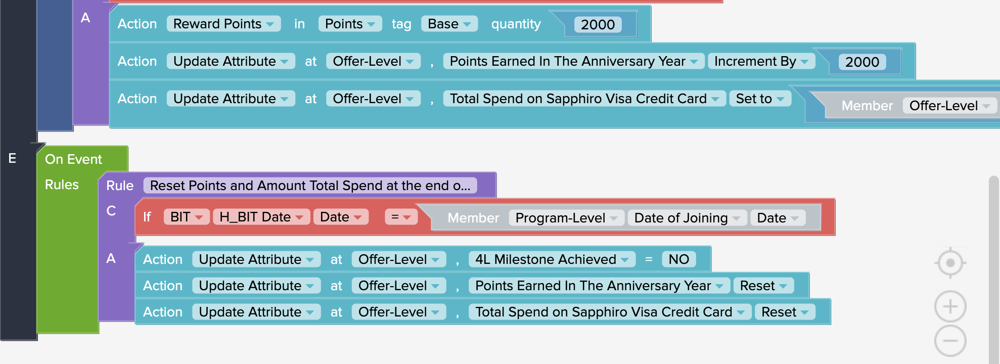 A
Action Reward Points in Points tag Base quantity 2000
Action Update Attribute at Offer-Level , Points Earned In The Anniversary Year Increment By 2000
Action Update Attribute at Offer-Level , Total Spend on Sapphiro Visa Credit Card Set to Member Offer-Level
E
On Event
Rules
Rule Reset Points and Amount Total Spend at the end o...
C
If BIT H_BIT Date Date = Member Program-Level Date of Joining Date
A
Action Update Attribute at Offer-Level , 4L Milestone Achieved = NO
Action Update Attribute at Offer-Level , Points Earned In The Anniversary Year Reset
Action Update Attribute at Offer-Level , Total Spend on Sapphiro Visa Credit Card Reset